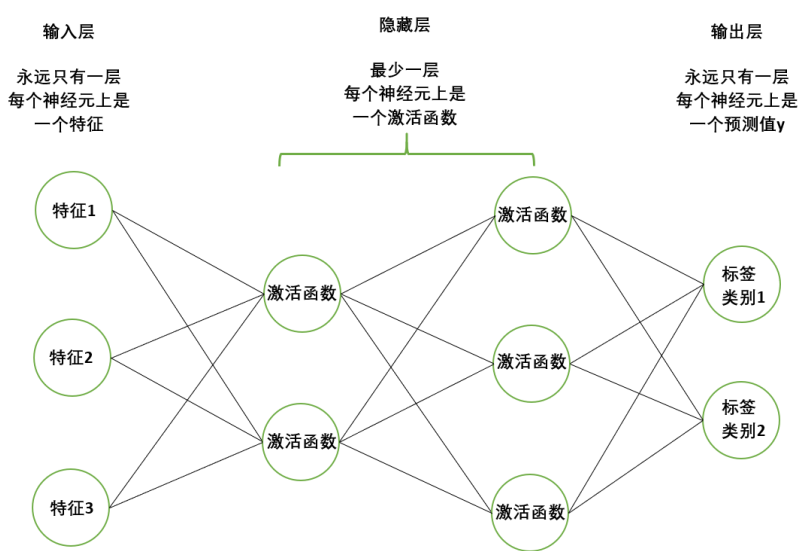 输入层
永远只有一层
每个神经元上是
一个特征
隐藏层
最少一层
每个神经元上是
一个激活函数
输出层
永远只有一层
每个神经元上是
一个预测值y
特征1
特征2
特征3
激活函数
激活函数
激活函数
激活函数
激活函数
标签
类别1
标签
类别2